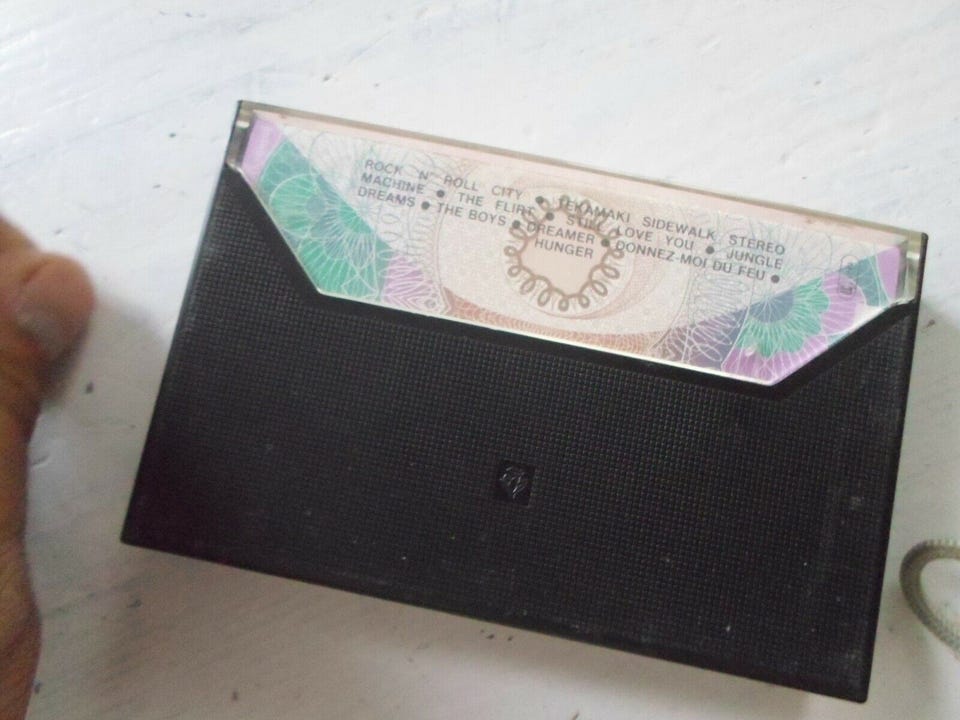 ROCK N' ROLL CITY • TEKAMAKI SIDEWALK STEREO
MACHINE • THE FLIRT • STILL LOVE YOU • JUNGLE
DREAMS • THE BOYS • DREAMER • DONNEZ-MOI DU FEU •
HUNGER